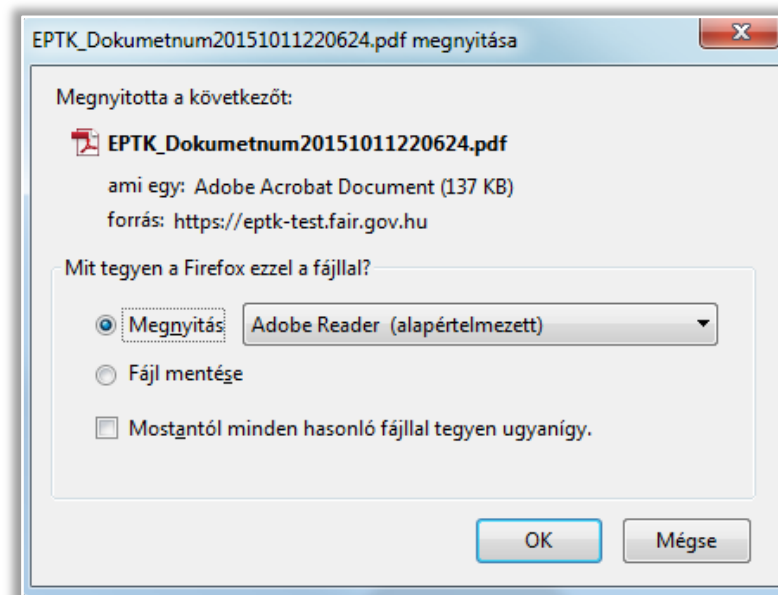 EPTK_Dokumetnum20151011220624.pdf megnyitása
Megnyitotta a következőt:
EPTK_Dokumetnum20151011220624.pdf
ami egy: Adobe Acrobat Document (137 KB)
forrás: https://eptk-test.fair.gov.hu
Mit tegyen a Firefox ezzel a fájllal?
Megnyitás Adobe Reader (alapértelmezett)
Fájl mentése
Mostantól minden hasonló fájllal tegyen ugyanígy.
OK Mégse